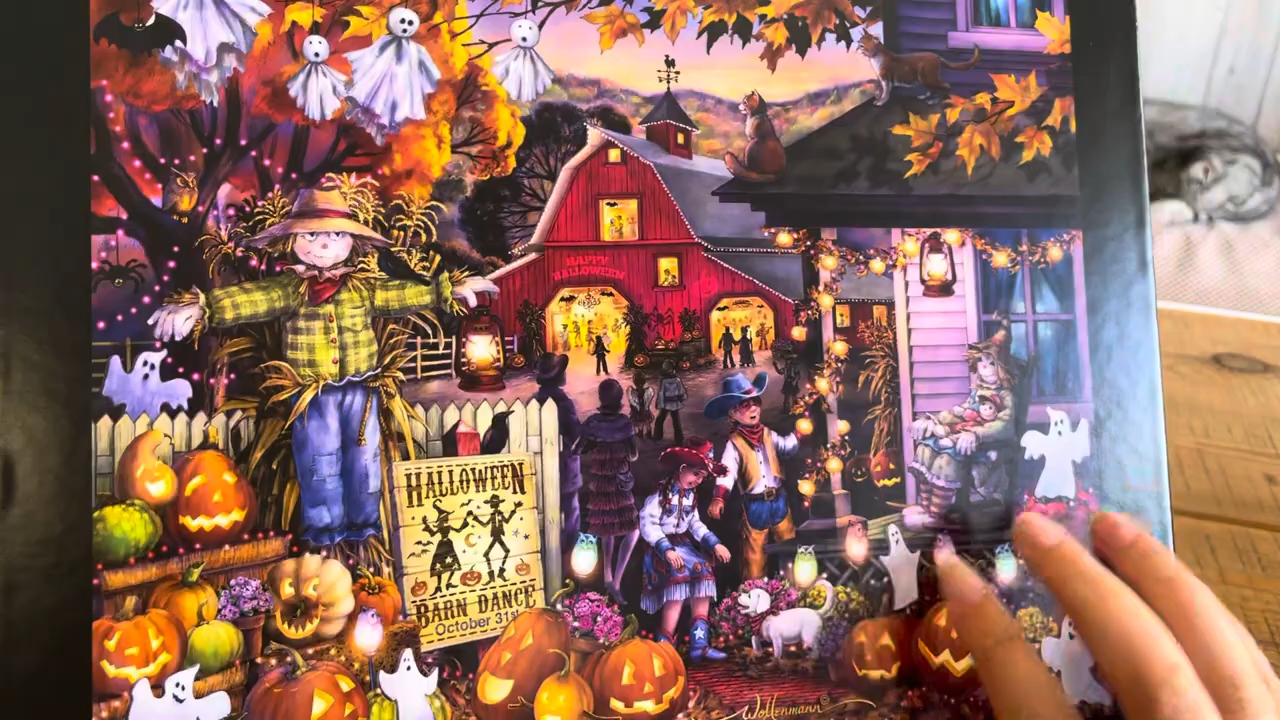 HAPPY
HALLOWEEN
HALLOWEEN
BARN DANCE
October 31st
Wollenmann©